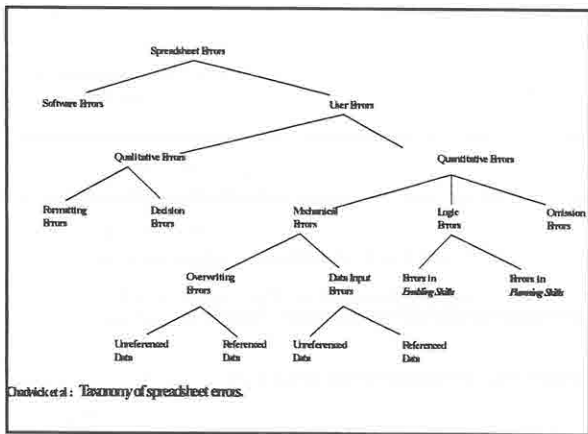 Spreadsheet Errors
Software Errors
User Errors
Qualitative Errors
Quantitative Errors
Formatting
Errors
Decision
Errors
Mechanical
Errors
Logic
Errors
Omission
Errors
Overwriting
Errors
Data Input
Errors
Errors in
Enabling Skills
Errors in
Planning Skills
Unreferenced
Data
Referenced
Data
Unreferenced
Data
Referenced
Data
Chadwick et al : Taxonomy of spreadsheet errors.